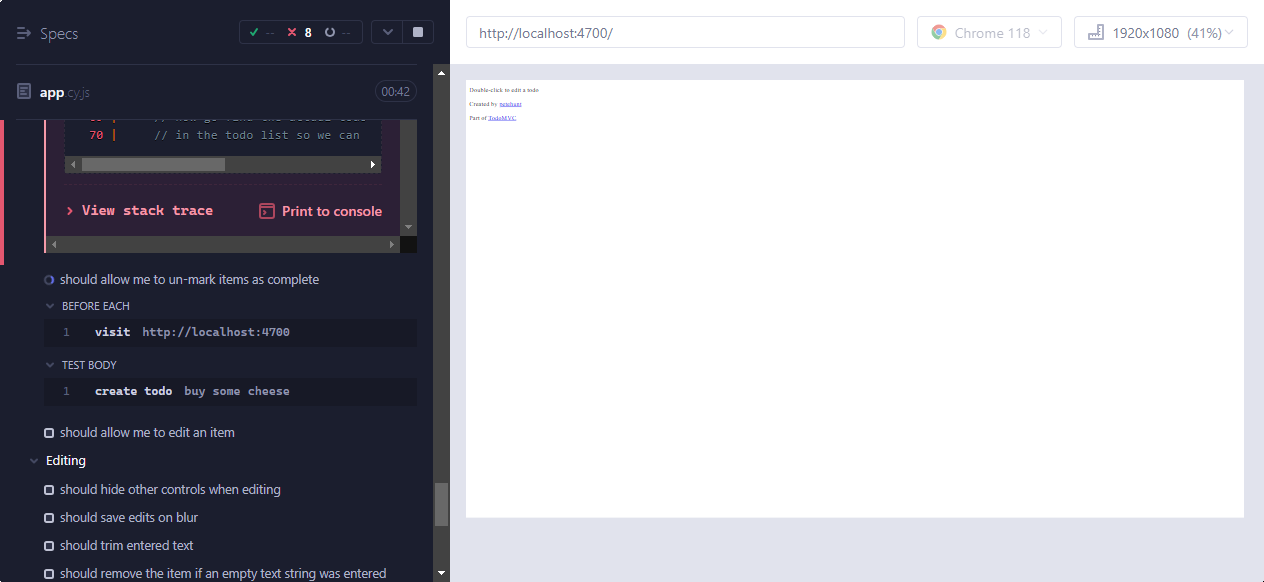 Specs
-- 8 --
app.cy.js
00:42
70 | // in the todo list so we can
View stack trace
Print to console
should allow me to un-mark items as complete
BEFORE EACH
1 visit http://localhost:4700
TEST BODY
1 create todo buy some cheese
should allow me to edit an item
Editing
should hide other controls when editing
should save edits on blur
should trim entered text
should remove the item if an empty text string was entered
http://localhost:4700/
Chrome 118
1920x1080 (41%)
Double-click to edit a todo
Created by petehunt
Part of TodoMVC